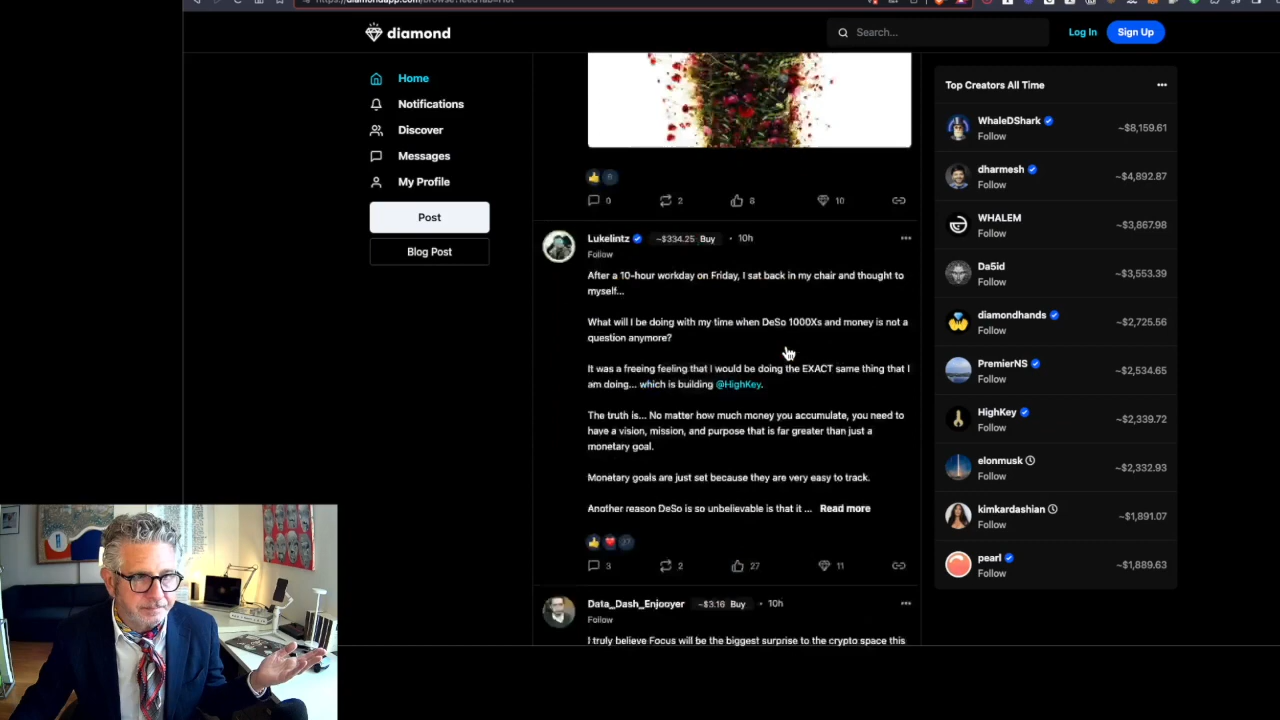 diamond
Search...
Log In
Sign Up
Home
Notifications
Discover
Messages
My Profile
Post
Blog Post
0
2
8
10
Lukelintz ~$334.25 Buy • 10h
Follow
After a 10-hour workday on Friday, I sat back in my chair and thought to
myself...
What will I be doing with my time when DeSo 1000Xs and money is not a
question anymore?
It was a freeing feeling that I would be doing the EXACT same thing that I
am doing... which is building @HighKey.
The truth is... No matter how much money you accumulate, you need to
have a vision, mission, and purpose that is far greater than just a
monetary goal.
Monetary goals are just set because they are very easy to track.
Another reason DeSo is so unbelievable is that it ... Read more
3
2
27
11
Data_Dash_Enjooyer ~$3.16 Buy • 10h
Follow
I truly believe Focus will be the biggest surprise to the crypto space this
Top Creators All Time
WhaleDShark
Follow
~$8,159.61
dharmesh
Follow
~$4,892.87
WHALEM
Follow
~$3,867.98
Da5id
Follow
~$3,553.39
diamondhands
Follow
~$2,725.56
PremierNS
Follow
~$2,534.65
HighKey
Follow
~$2,339.72
elonmusk
Follow
~$2,332.93
kimkardashian
Follow
~$1,891.07
pearl
Follow
~$1,889.63